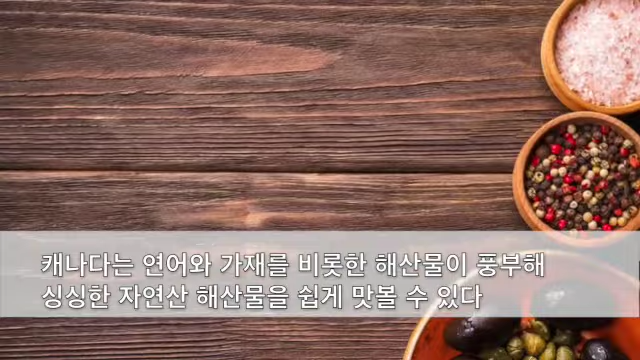 캐나다는 연어와 가재를 비롯한 해산물이 풍부해
싱싱한 자연산 해산물을 쉽게 맛볼 수 있다